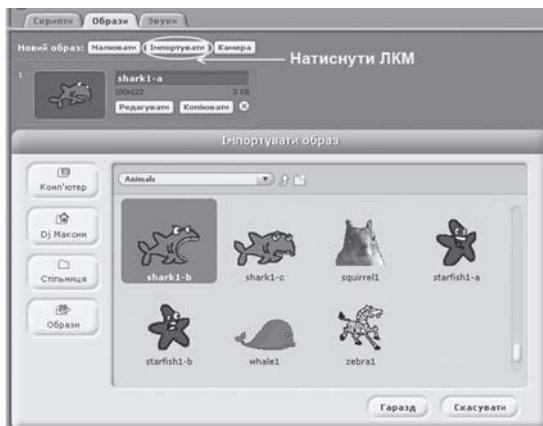 Скрипти Образи Звуки
Новий образ: Малювати Імпортувати Камера
Натиснути ЛКМ
1
shark1-a
3 KB
Редагувати Копіювати
Імпортувати образ
Комп'ютер
Dj Максим
Стільниця
Образи
Animals
shark1-b shark1-c squirrel1 starfish1-a
starfish1-b whale1 zebra1
Гаразд Скасувати